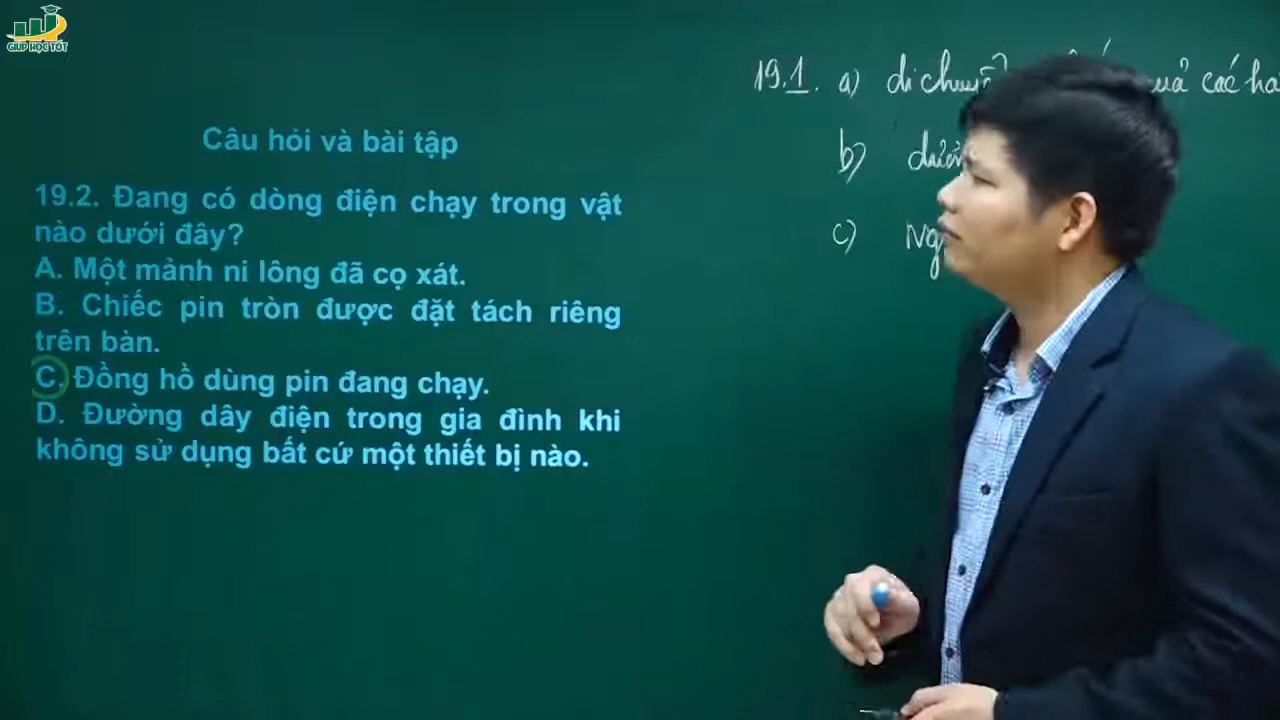 GIÚP HỌC TỐT
Câu hỏi và bài tập
19.2. Đang có dòng điện chạy trong vật
nào dưới đây?
A. Một mảnh ni lông đã cọ xát.
B. Chiếc pin tròn được đặt tách riêng
trên bàn.
C. Đồng hồ dùng pin đang chạy.
D. Đường dây điện trong gia đình khi
không sử dụng bất cứ một thiết bị nào.
19.1. a) di các
b)
c)